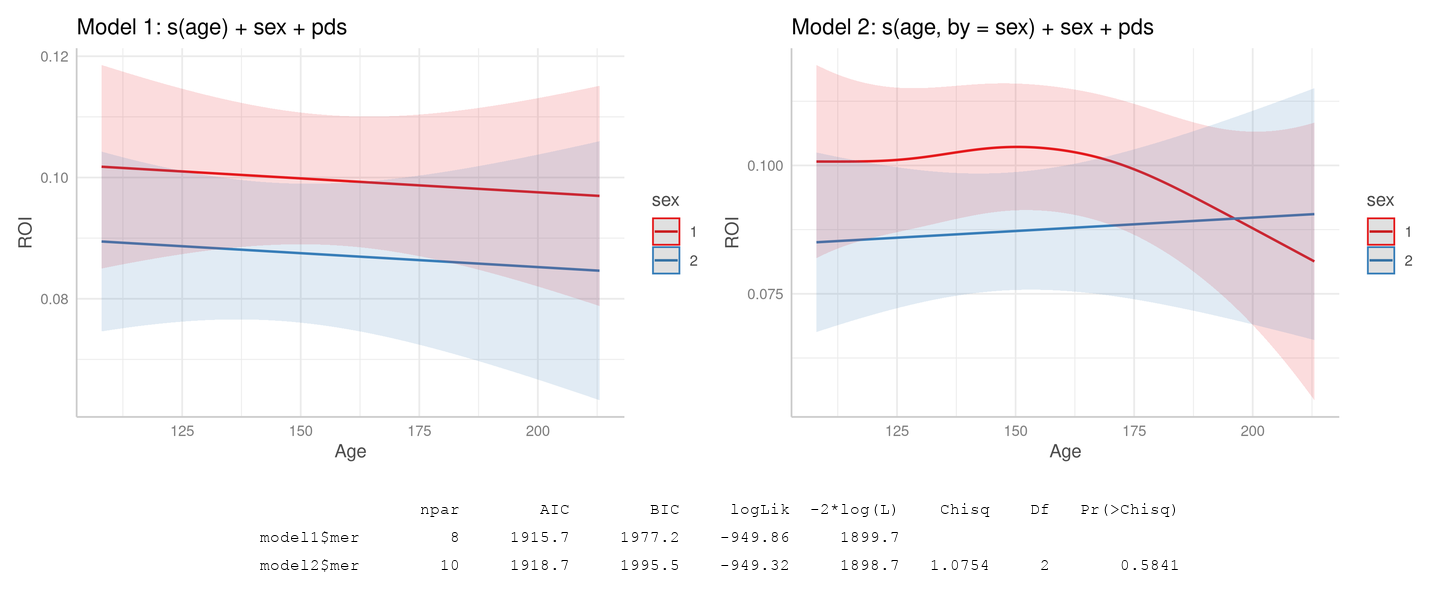 Model 1: s(age) + sex + pds
0.12
0.10
0.08
ROI
125 150 175 200
Age
sex
1
2
Model 2: s(age, by = sex) + sex + pds
0.100
0.075
ROI
125 150 175 200
Age
sex
1
2
npar AIC BIC logLik -2*log(L) Chisq Df Pr(>Chisq)
model1$mer 8 1915.7 1977.2 -949.86 1899.7
model2$mer 10 1918.7 1995.5 -949.32 1898.7 1.0754 2 0.5841